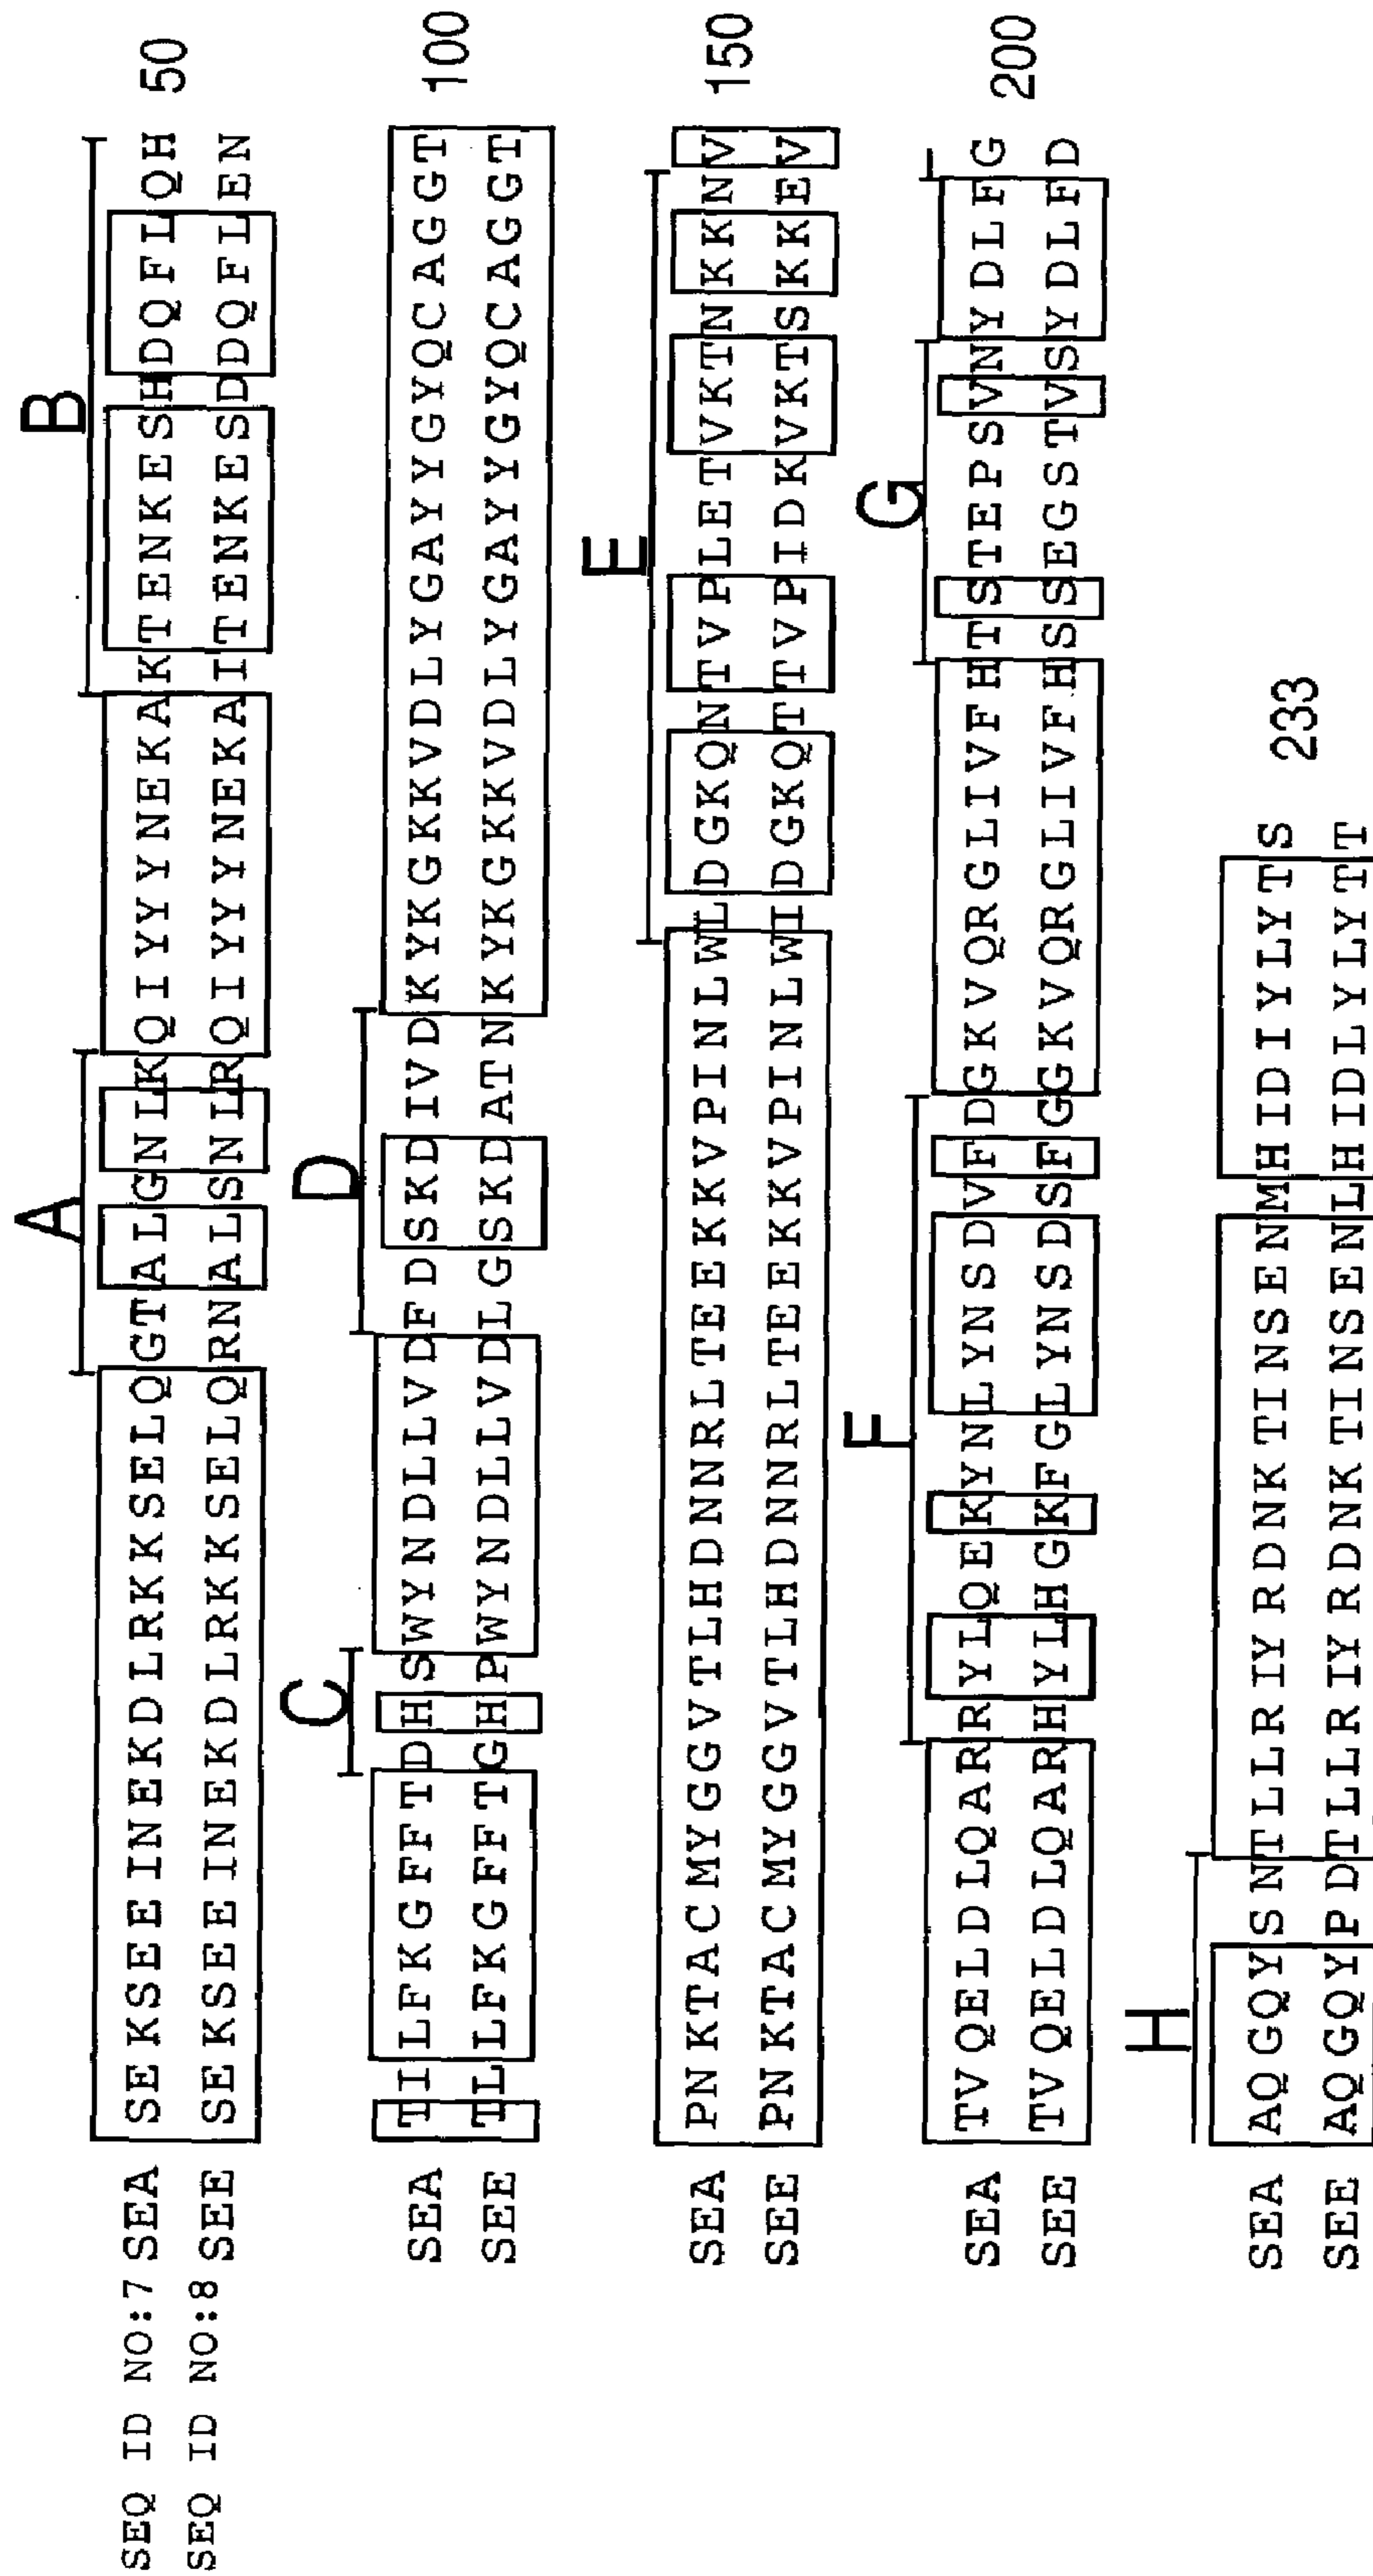 A B
SEQ ID NO:7 SEA SEKSEEINEKDLRKKSELQGTALGNLKQIYYYNEKAKTENKESHDQFLQH 50
SEQ ID NO:8 SEE SEKSEEINEKDLRKKSELQRNALSNLRQIYYYNEKAITENKESDDQFLEN
C D
SEA TILFKGFFTDHSWYNDLLVDFDSKDIVDKYKGKKVDLYGAYYGYQCAGGT 100
SEE TLLFKGFFTGHPWYNDLLVDLGSKDATNKYKGKKVDLYGAYYGYQCAGGT
E
SEA PNKTACMYGGVTLHDNNRLTEEKKVPINLWLDGKQNTVPLETVKTNKKNV 150
SEE PNKTACMYGGVTLHDNNRLTEEKKVPINLWIDGKQTTVPIDKVKTSKKEV
F G
SEA TVQELDLQARRYLQEKYNLYNSDVFDGKVQRGLIVFHTSTEPSVNYDLFG 200
SEE TVQELDLQARHYLHGKFGLYNSDSFGGKVQRGLIVFHSSEGSTVSYDLFD
H
SEA AQGQYSNTLLRIYRDNKTINSENMHIDIYLYTS 233
SEE AQGQYPDTLLRIYRDNKTINSENLHIDLYLYTT